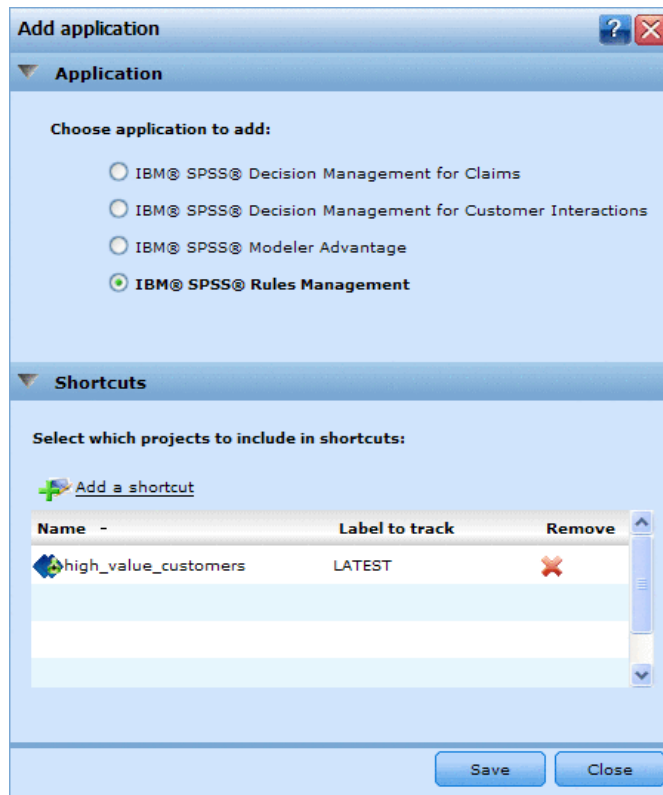 Add application
?
Application
Choose application to add:
IBM® SPSS® Decision Management for Claims
IBM® SPSS® Decision Management for Customer Interactions
IBM® SPSS® Modeler Advantage
IBM® SPSS® Rules Management
Shortcuts
Select which projects to include in shortcuts:
Add a shortcut
Name - Label to track Remove
high_value_customers LATEST
Save Close